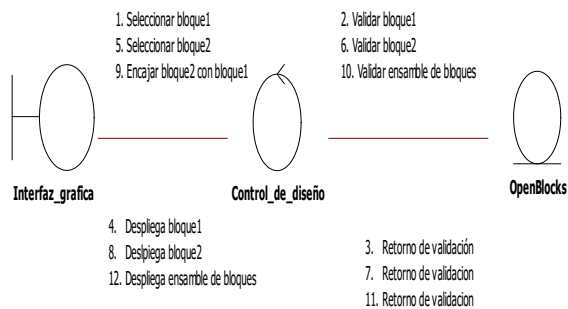 1. Seleccionar bloque1
5. Seleccionar bloque2
9. Encajar bloque2 con bloque1
2. Validar bloque1
6. Validar bloque2
10. Validar ensamble de bloques
Interfaz_grafica
Control_de_diseño
OpenBlocks
4. Despliega bloque1
8. Deslpiega bloque2
12. Despliega ensamble de bloques
3. Retorno de validación
7. Retorno de validacion
11. Retorno de validacion